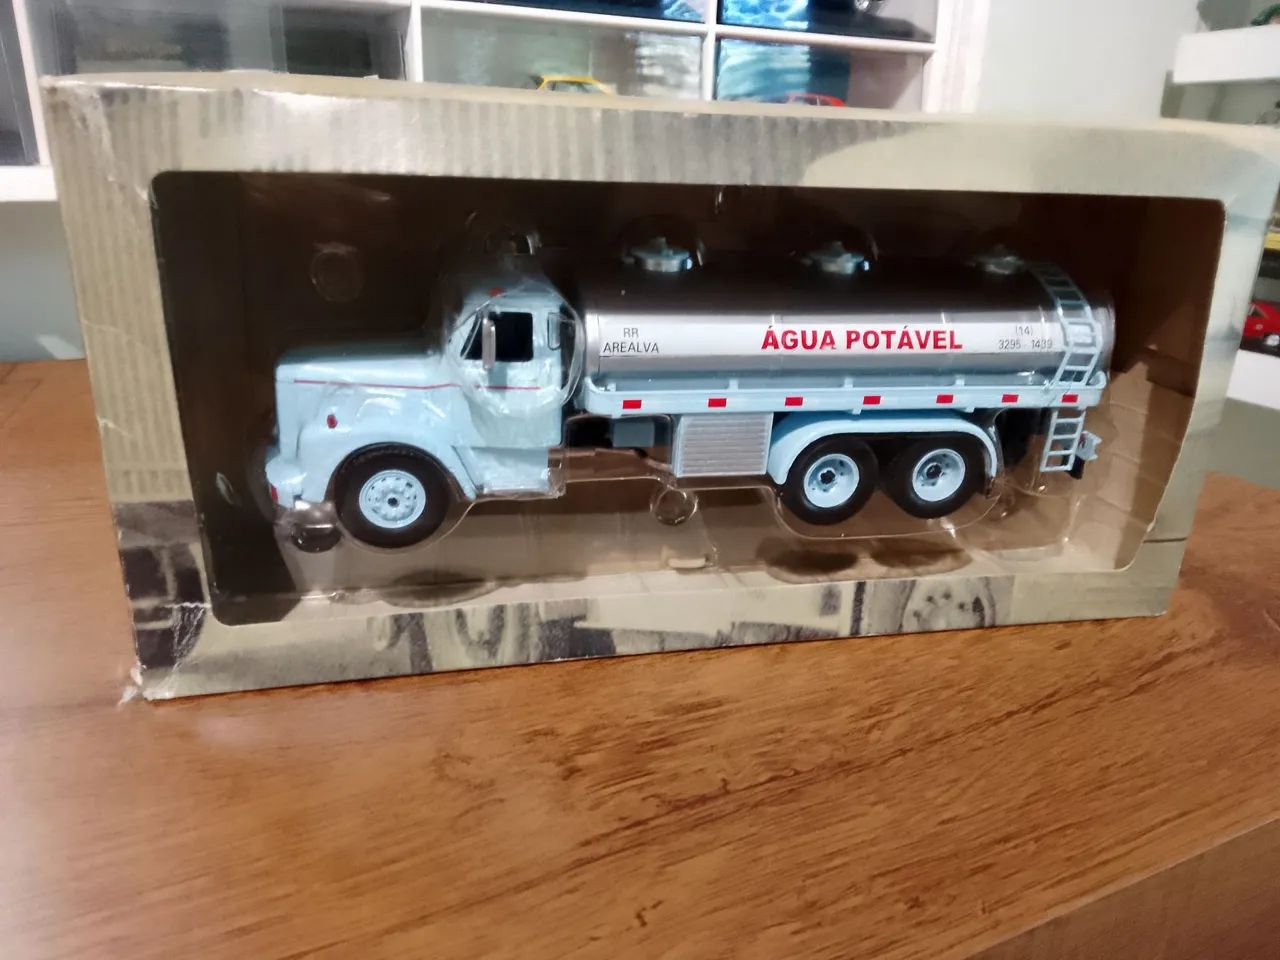 RR
AREALVA
ÁGUA POTÁVEL
(14)
3295-1439